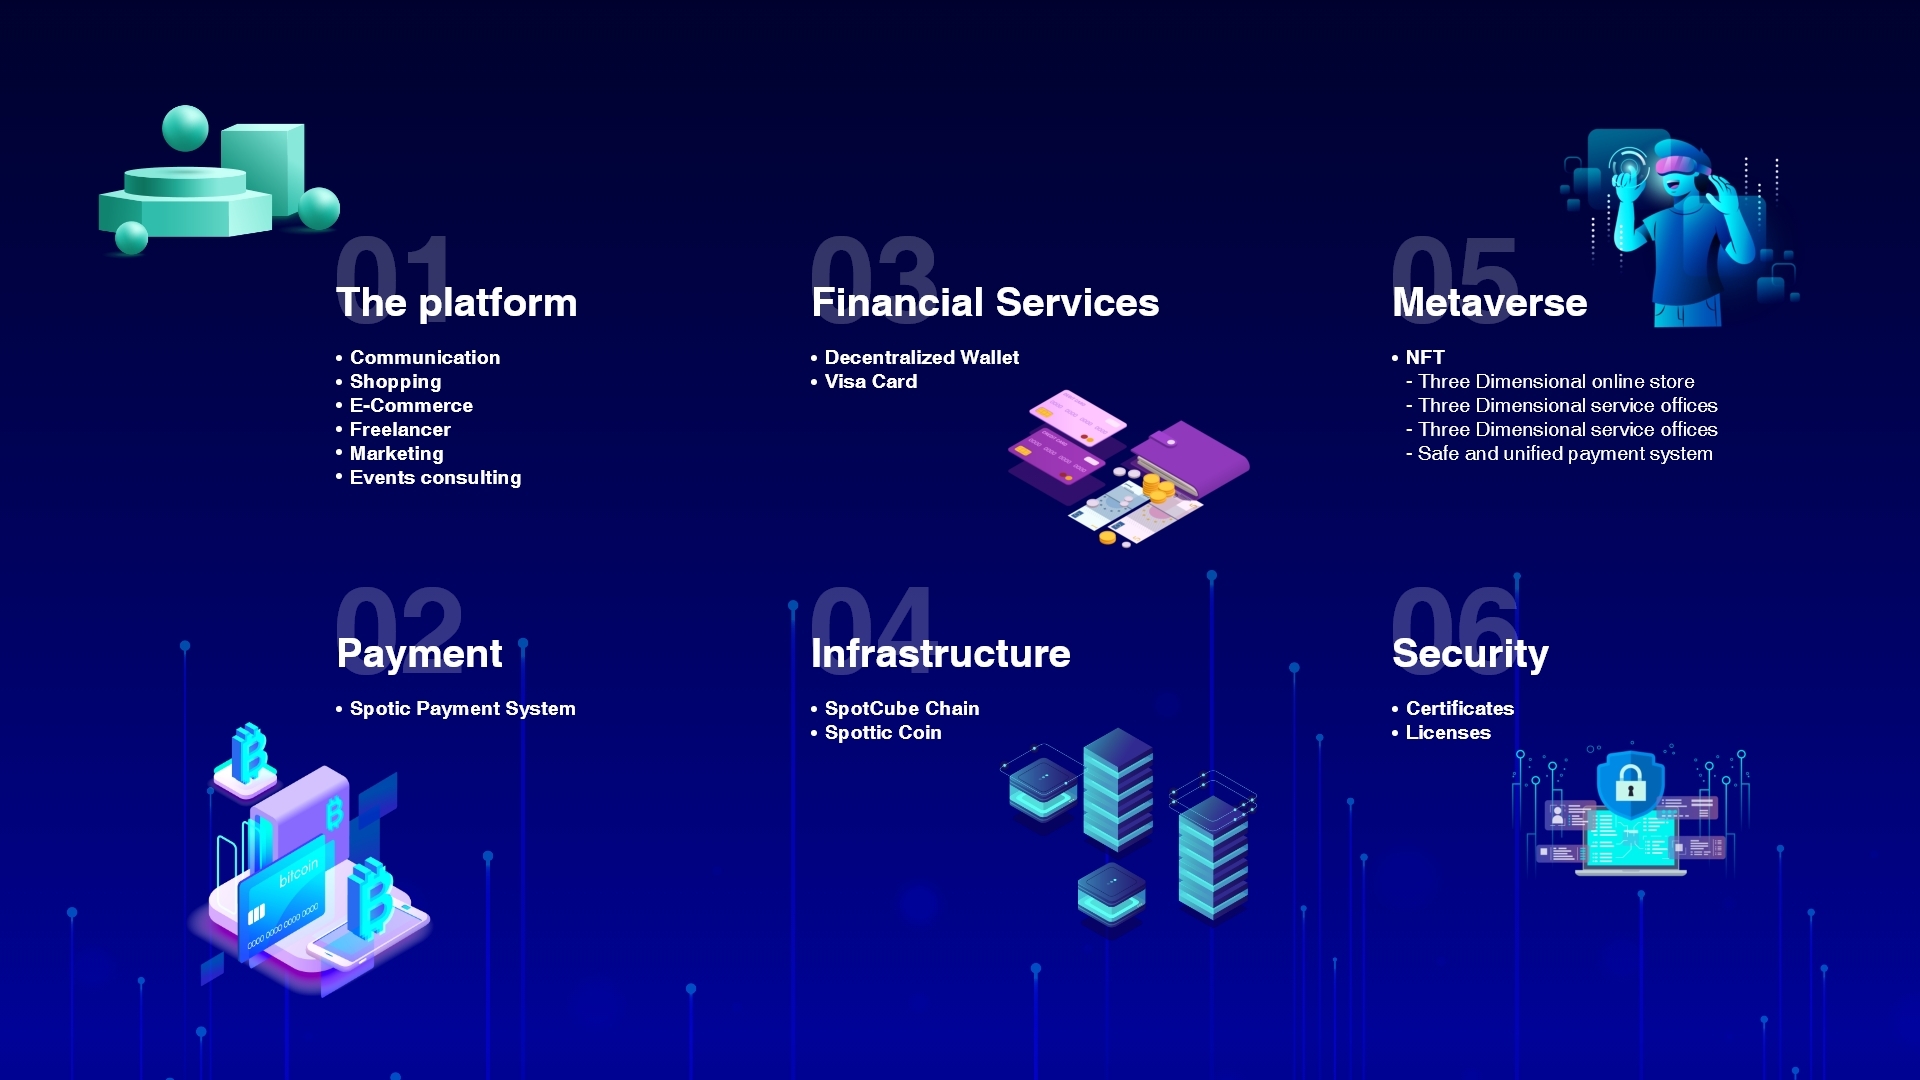 01
The platform
• Communication
• Shopping
• E-Commerce
• Freelancer
• Marketing
• Events consulting
02
Payment
• Spotic Payment System
bitcoin
0000 0000 0000 0000
03
Financial Services
• Decentralized Wallet
• Visa Card
04
Infrastructure
• SpotCube Chain
• Spottic Coin
05
Metaverse
• NFT
- Three Dimensional online store
- Three Dimensional service offices
- Three Dimensional service offices
- Safe and unified payment system
06
Security
• Certificates
• Licenses